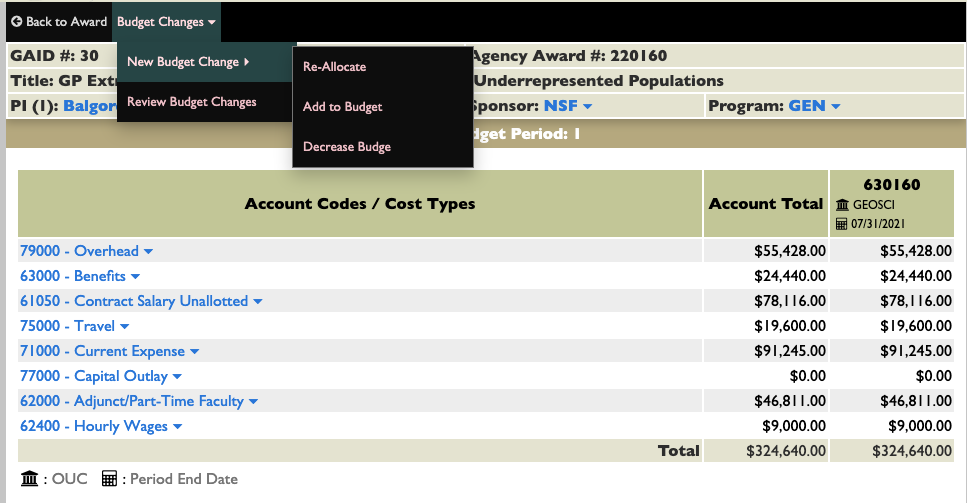 Back to Award Budget Changes
GAID #: 30 Agency Award #: 220160
New Budget Change
Re-Allocate
Title: GP Ext Underrepresented Populations
Review Budget Changes
Add to Budget
PI (1): Balgor Sponsor: NSF Program: GEN
Decrease Budge
dget Period: 1
Account Codes / Cost Types Account Total 630160
GEOSCI
07/31/2021
79000 - Overhead $55,428.00 $55,428.00
63000 - Benefits $24,440.00 $24,440.00
61050 - Contract Salary Unallotted $78,116.00 $78,116.00
75000 - Travel $19,600.00 $19,600.00
71000 - Current Expense $91,245.00 $91,245.00
77000 - Capital Outlay $0.00 $0.00
62000 - Adjunct/Part-Time Faculty $46,811.00 $46,811.00
62400 - Hourly Wages $9,000.00 $9,000.00
Total $324,640.00 $324,640.00
: OUC : Period End Date